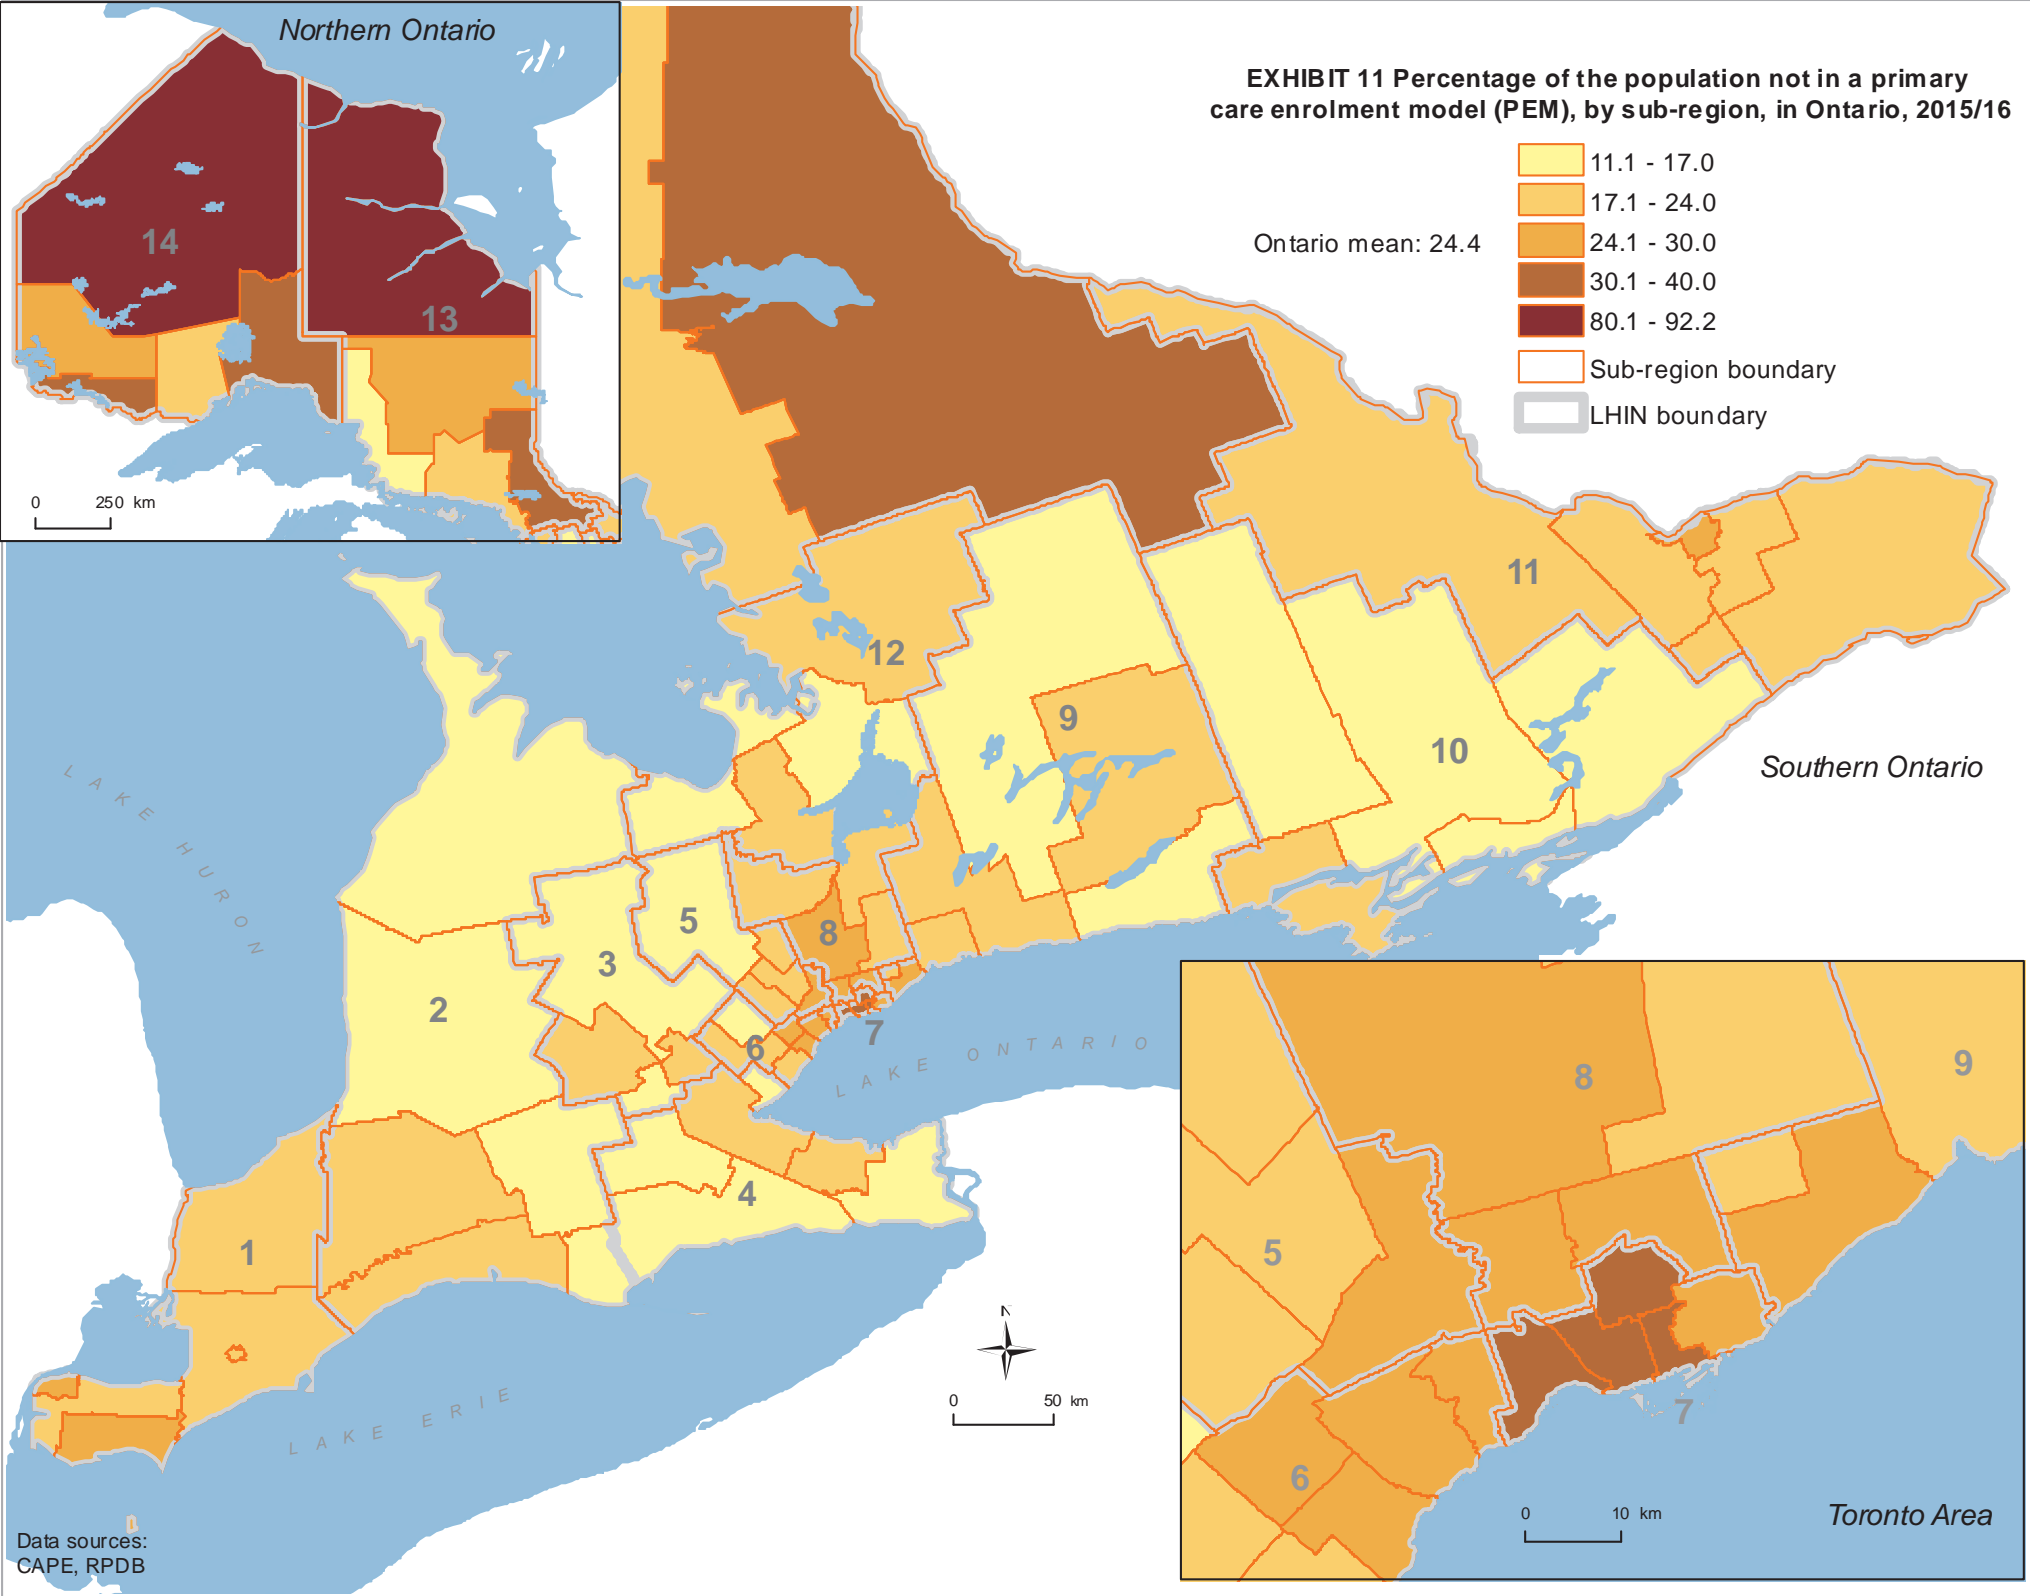 Northern Ontario
14
13
0 250 km
EXHIBIT 11 Percentage of the population not in a primary
care enrolment model (PEM), by sub-region, in Ontario, 2015/16
Ontario mean: 24.4
11.1 - 17.0
17.1 - 24.0
24.1 - 30.0
30.1 - 40.0
80.1 - 92.2
Sub-region boundary
LHIN boundary
11
12
9
10
Southern Ontario
LAKE HURON
5
8
3
2
7
6
LAKE ONTARIO
4
1
N
0 50 km
LAKE ERIE
Data sources:
CAPE, RPDB
8
9
5
7
6
0 10 km
Toronto Area